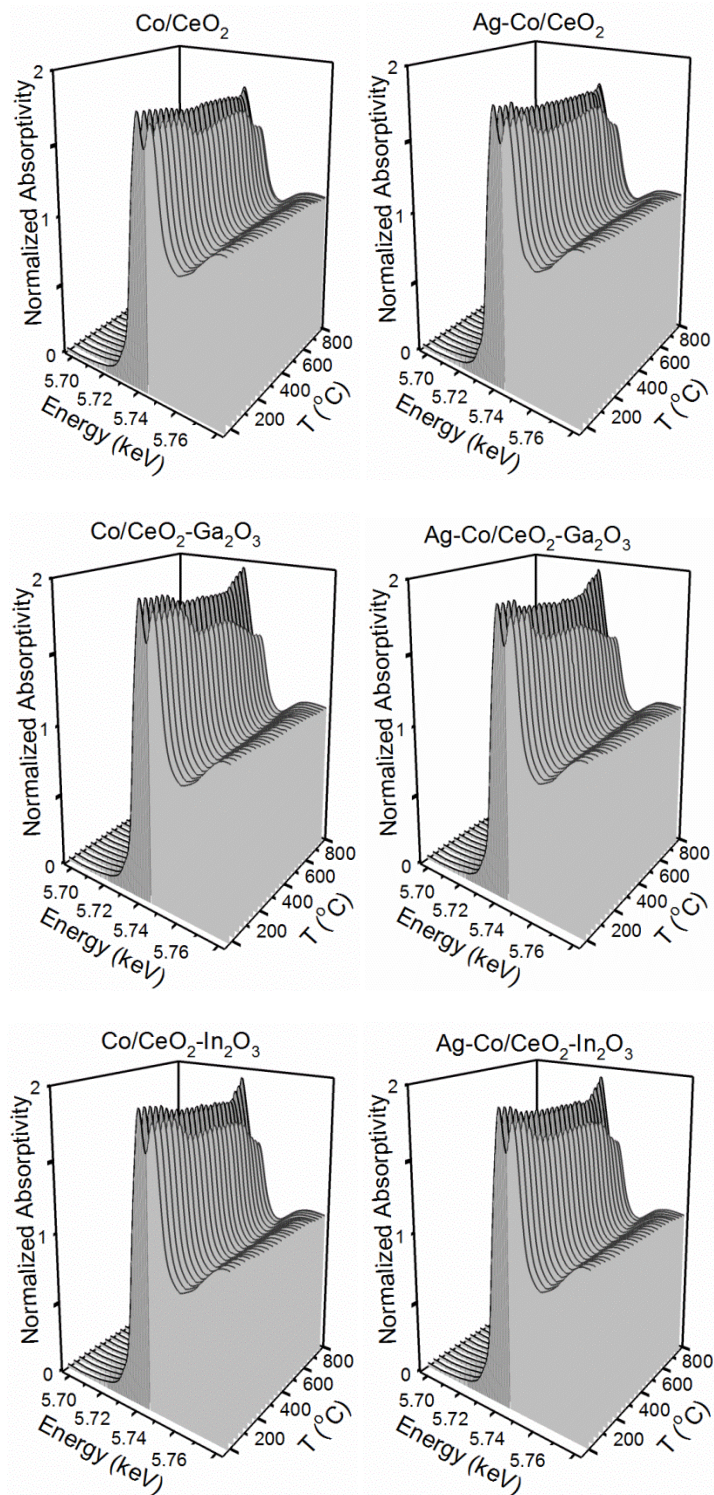 Co/CeO₂
Ag-Co/CeO₂
Normalized Absorptivity
2
1
0
5.70
5.72
5.74
5.76
Energy (keV)
200
400
600
800
T (°C)
Normalized Absorptivity
2
1
0
5.70
5.72
5.74
5.76
Energy (keV)
200
400
600
800
T (°C)
Co/CeO₂-Ga₂O₃
Ag-Co/CeO₂-Ga₂O₃
Normalized Absorptivity
2
1
0
5.70
5.72
5.74
5.76
Energy (keV)
200
400
600
800
T (°C)
Normalized Absorptivity
2
1
0
5.70
5.72
5.74
5.76
Energy (keV)
200
400
600
800
T (°C)
Co/CeO₂-In₂O₃
Ag-Co/CeO₂-In₂O₃
Normalized Absorptivity
2
1
0
5.70
5.72
5.74
5.76
Energy (keV)
200
400
600
800
T (°C)
Normalized Absorptivity
2
1
0
5.70
5.72
5.74
5.76
Energy (keV)
200
400
600
800
T (°C)